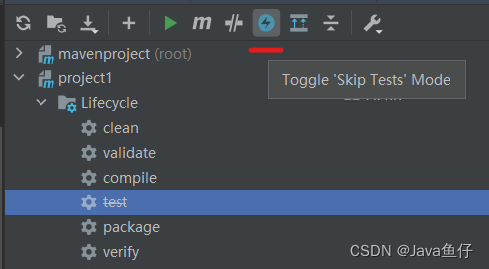 m
mavenproject (root)
project1
Toggle 'Skip Tests' Mode
Lifecycle
clean
validate
compile
test
package
verify
CSDN @Java鱼仔